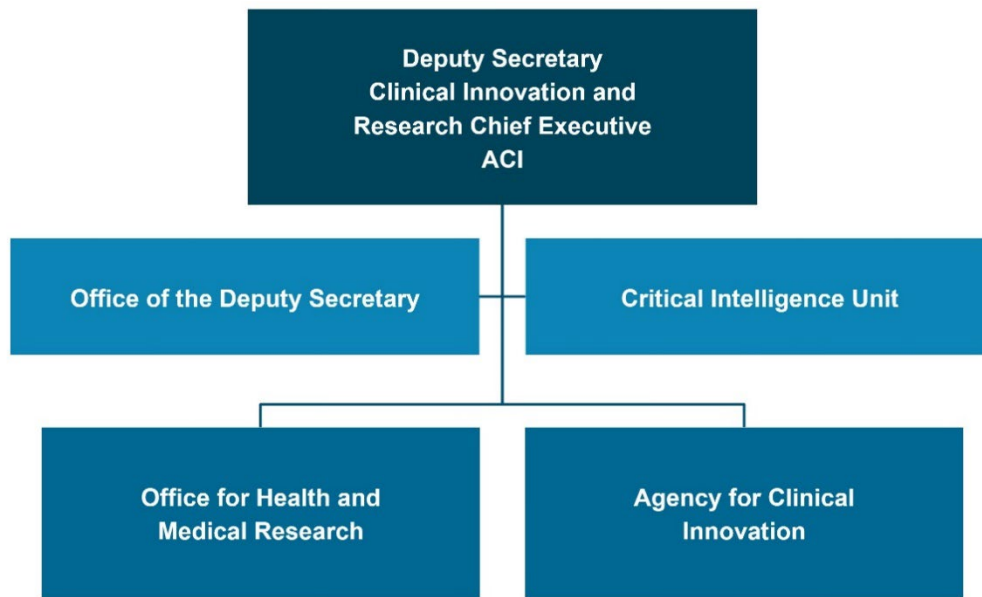 Deputy Secretary
Clinical Innovation and
Research Chief Executive
ACI
Office of the Deputy Secretary
Critical Intelligence Unit
Office for Health and
Medical Research
Agency for Clinical
Innovation